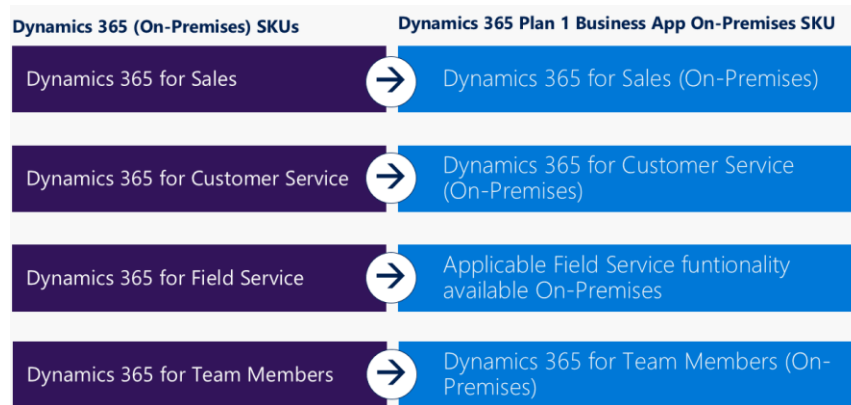 Dynamics 365 (On-Premises) SKUs
Dynamics 365 Plan 1 Business App On-Premises SKU
Dynamics 365 for Sales
Dynamics 365 for Sales (On-Premises)
Dynamics 365 for Customer Service
Dynamics 365 for Customer Service
(On-Premises)
Dynamics 365 for Field Service
Applicable Field Service funtionality
available On-Premises
Dynamics 365 for Team Members
Dynamics 365 for Team Members (On-
Premises)